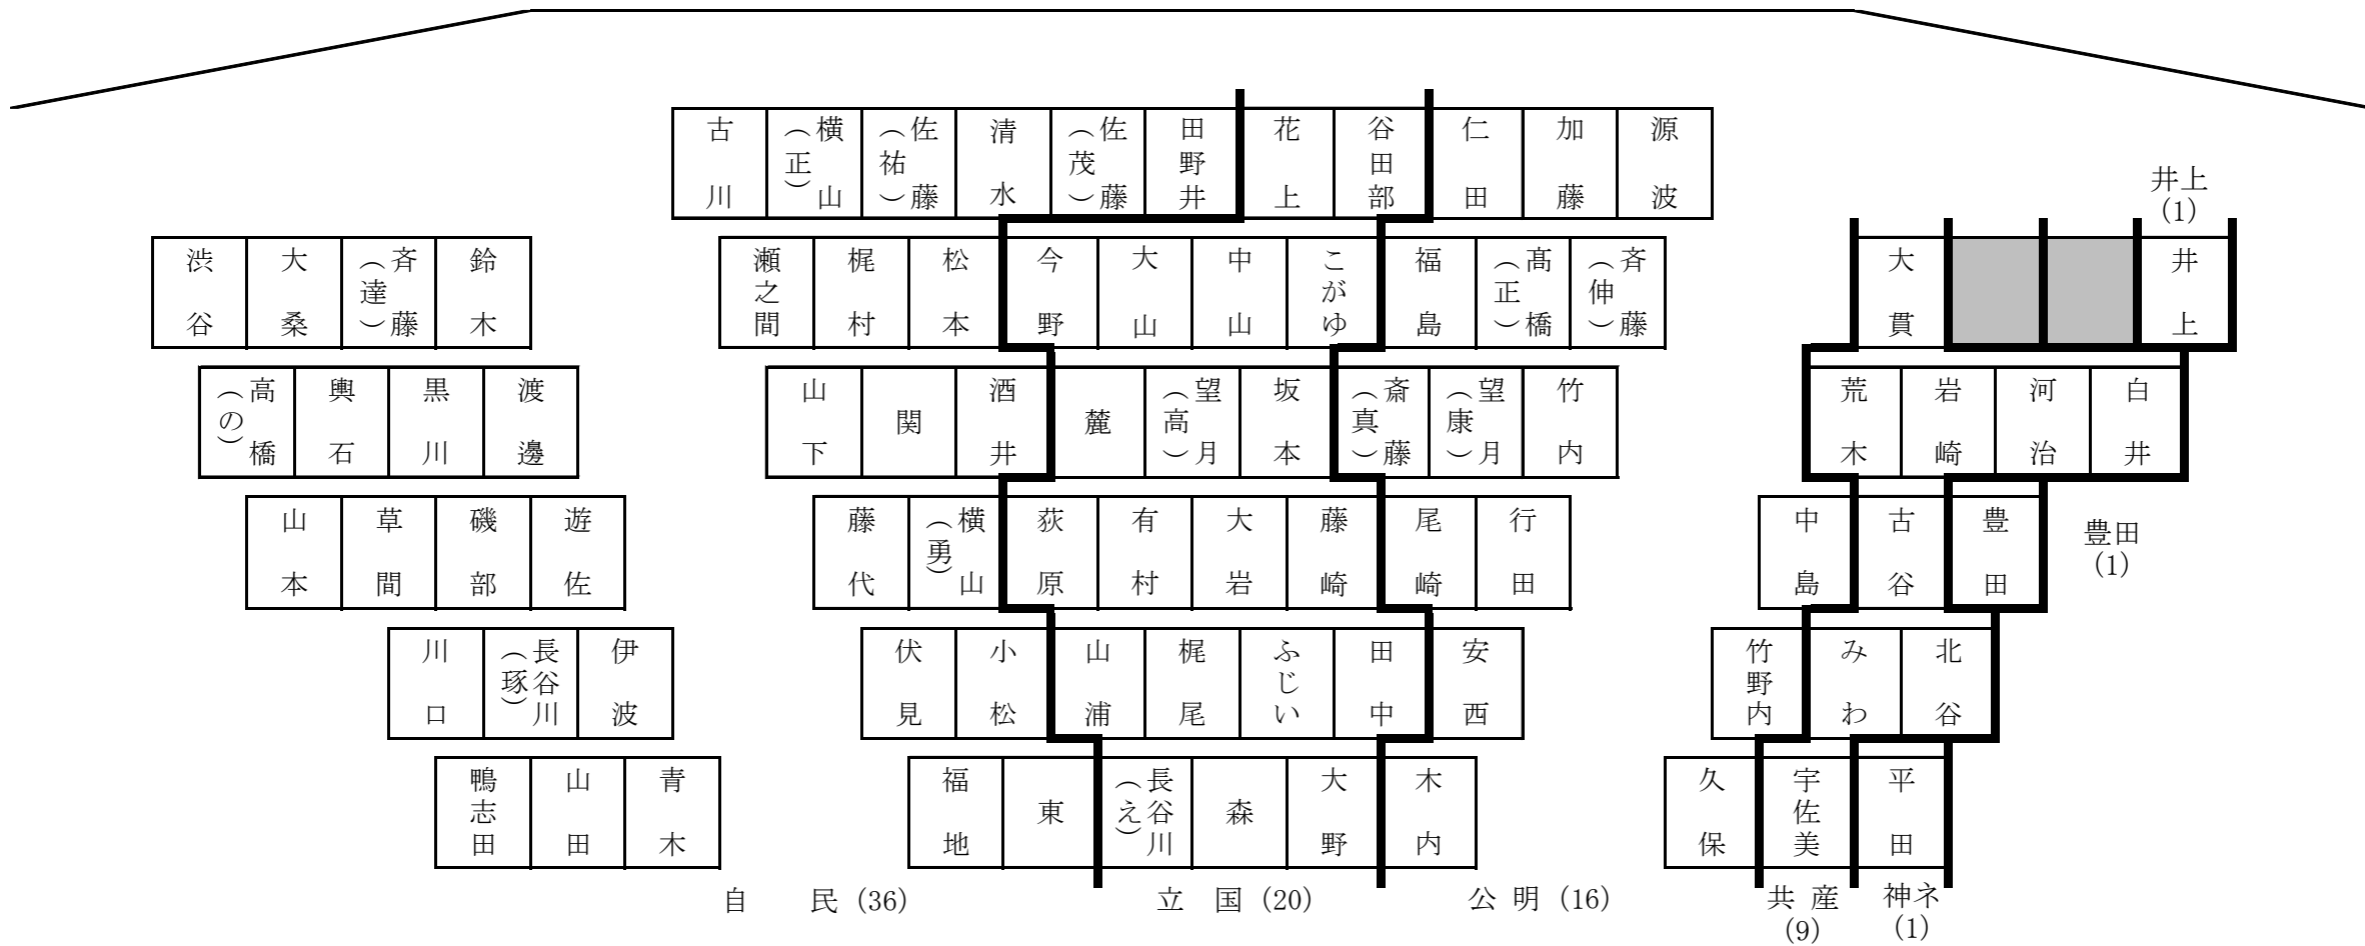 古川 横山(正) 佐藤(祐) 清水 佐藤(茂) 田野井 花上 谷田部 仁田 加藤 源波
井上
(1)
渋谷 大桑 斉藤(達) 鈴木 瀬之間 梶村 松本 今野 大山 中山 こがゆ 福島 髙橋(正) 斉藤(伸) 大貫 井上
高橋(の) 輿石 黒川 渡邊 山下 関 酒井 麓 望月(高) 坂本 斎藤(真) 望月(康) 竹内 荒木 岩崎 河治 白井
山本 草間 磯部 遊佐 藤代 横山(勇) 荻原 有村 大岩 藤崎 尾崎 行田 中島 古谷 豊田
豊田
(1)
川口 長谷川(琢) 伊波 伏見 小松 山浦 梶尾 ふじい 田中 安西 竹野内 みわ 北谷
鴨志田 山田 青木 福地 東 長谷川(え) 森 大野 木内 久保 宇佐美 平田
自民(36) 立国(20) 公明(16) 共産 神ネ
(9) (1)